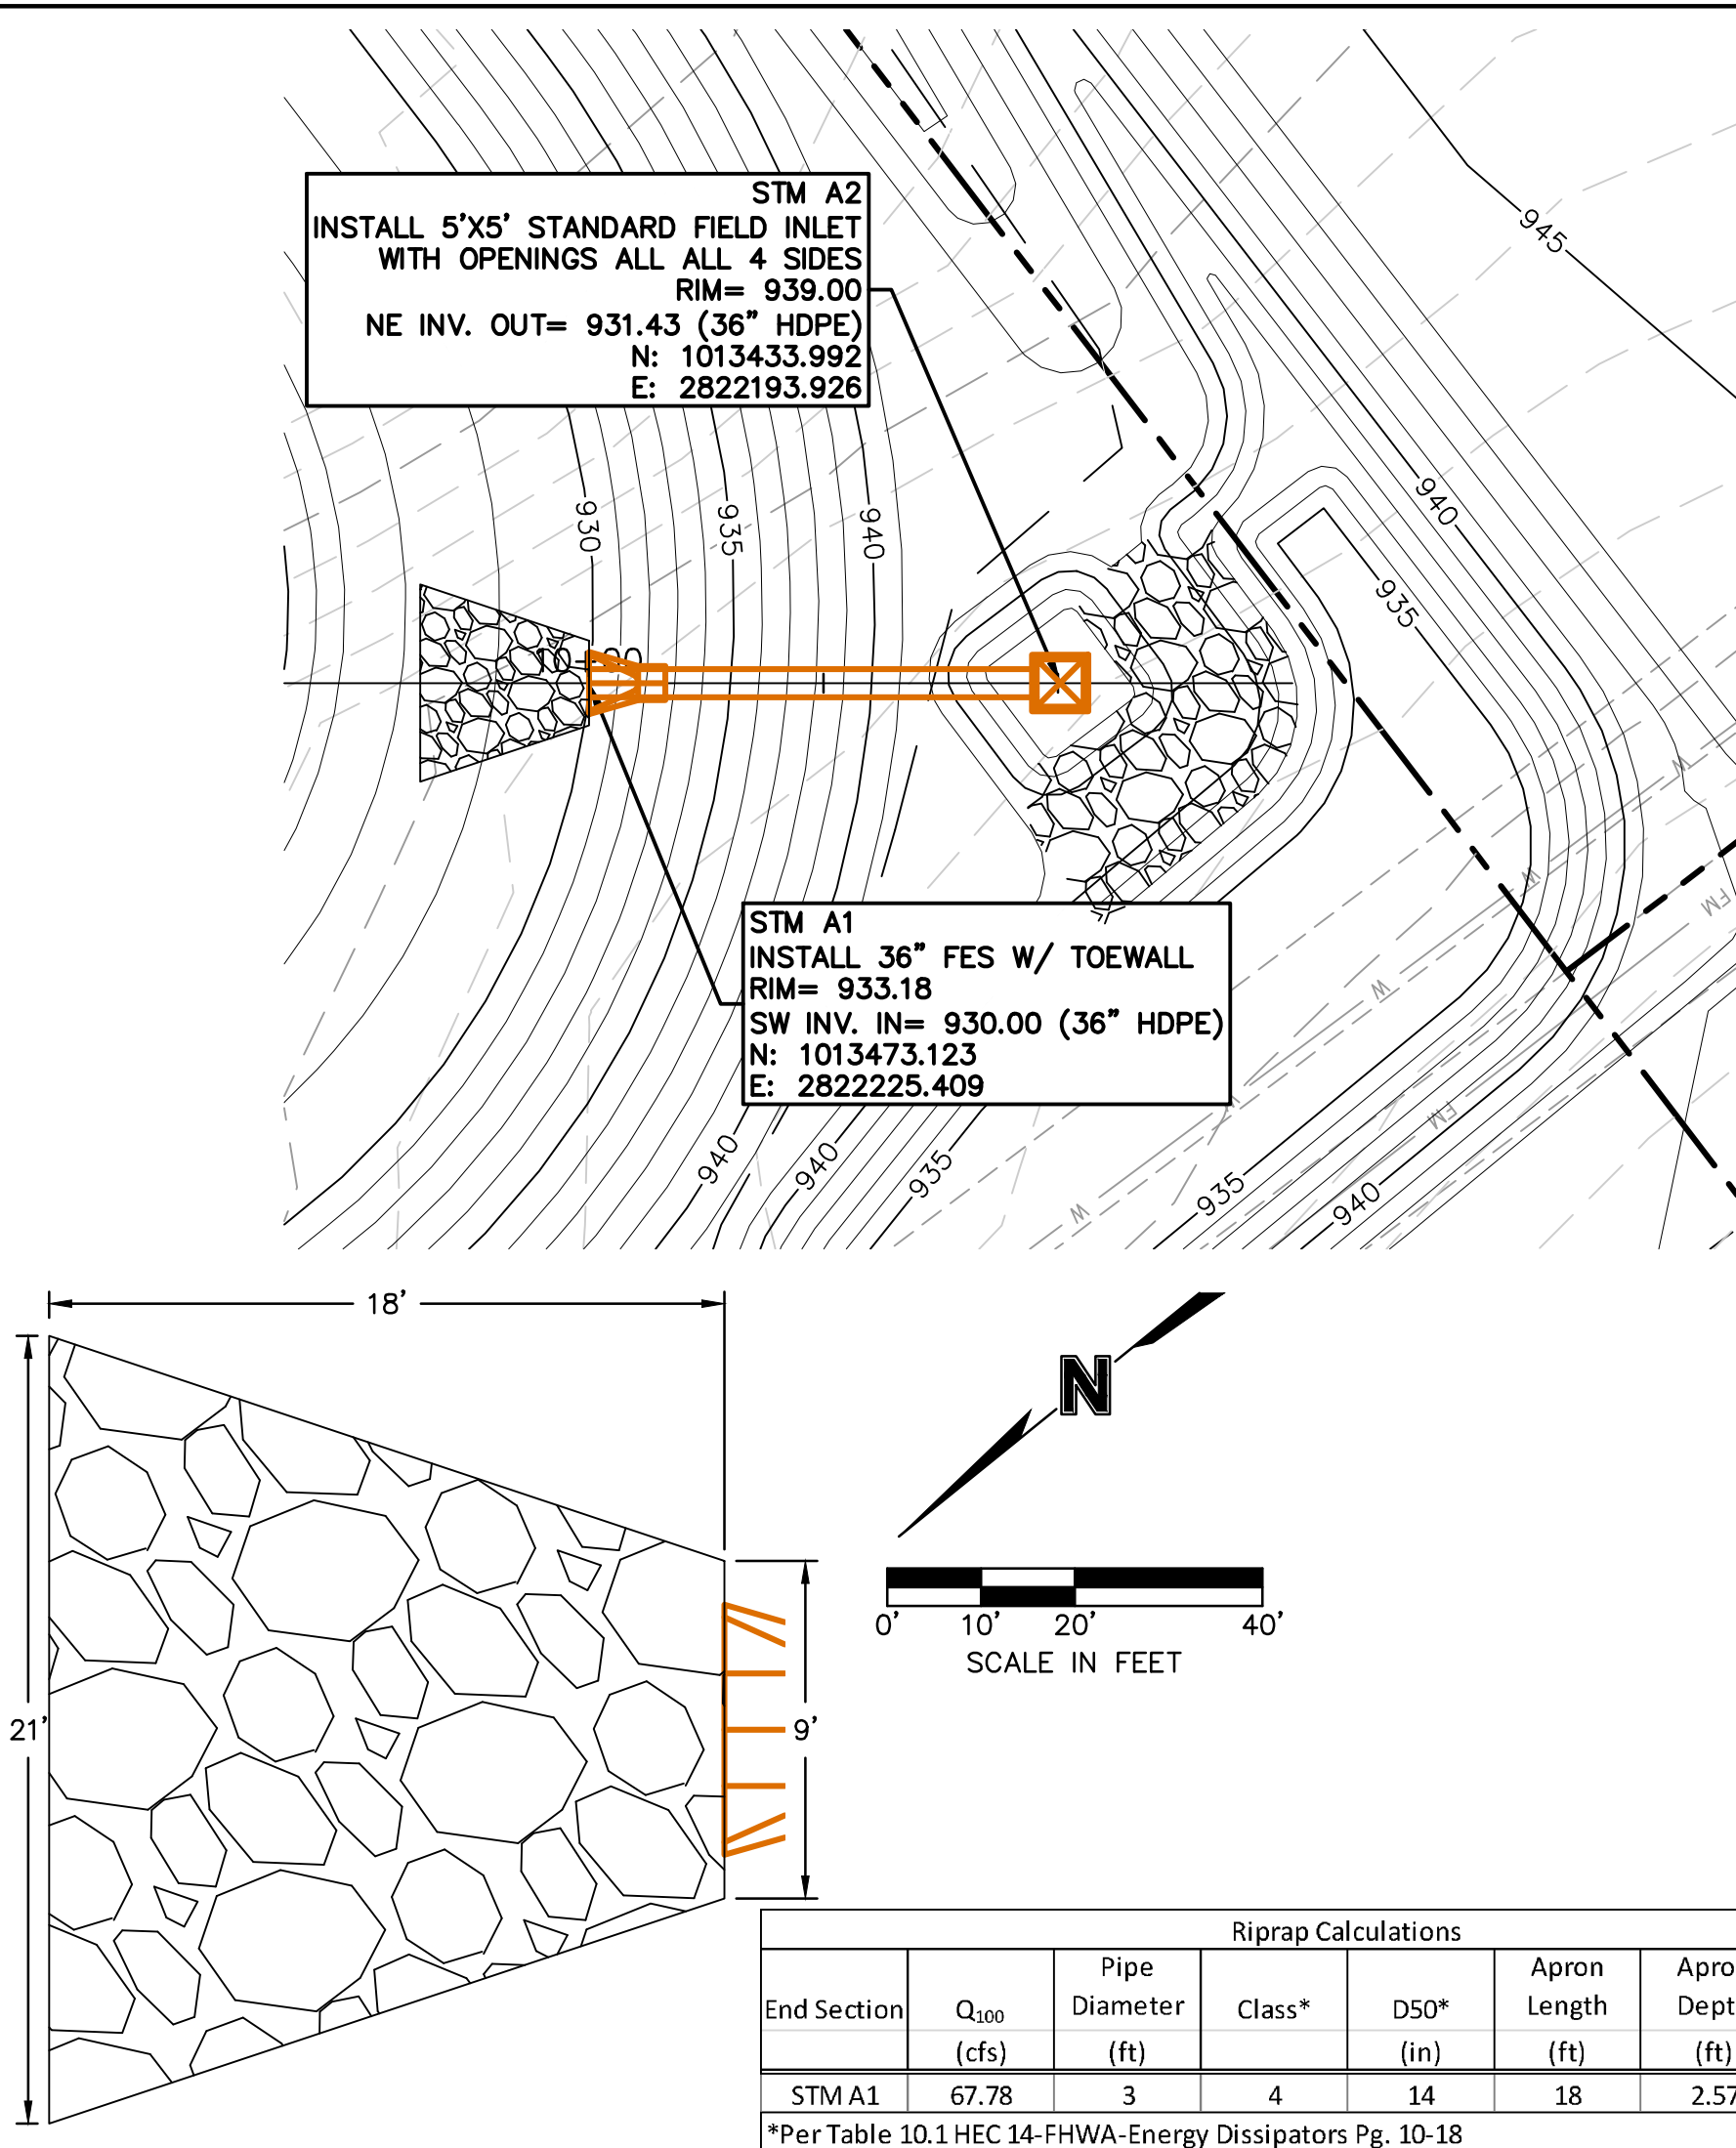 945
STM A2
INSTALL 5'X5' STANDARD FIELD INLET
WITH OPENINGS ALL ALL 4 SIDES
RIM= 939.00
NE INV. OUT= 931.43 (36" HDPE)
N: 1013433.992
E: 2822193.926
930
935
940
940
935
STM A1
INSTALL 36" FES W/ TOEWALL
RIM= 933.18
SW INV. IN= 930.00 (36" HDPE)
N: 1013473.123
E: 2822225.409
W
W
W
W
W
FM
FM
940
940
935
935
940
18'
21'
9'
N
0' 10' 20' 40'
SCALE IN FEET
Riprap Calculations
End Section Q100 (cfs) Pipe Diameter (ft) Class* D50* (in) Apron Length (ft) (ft)
STM A1 67.78 3 4 14 18 2.57
*Per Table 10.1 HEC 14-FHWA-Energy Dissipators Pg. 10-18